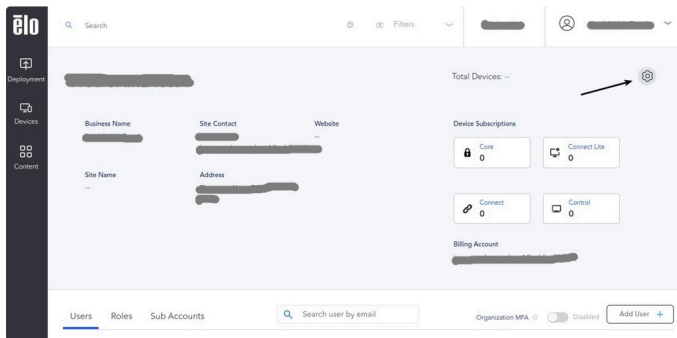 ēlo
Search
Filters
Deployment
Devices
Content
Total Devices: --
Business Name
Site Contact
Website
--
Site Name
--
Address
Device Subscriptions
Core
0
Connect Lite
0
Connect
0
Control
0
Billing Account
Users
Roles
Sub Accounts
Search user by email
Organization MFA
Disabled
Add User +